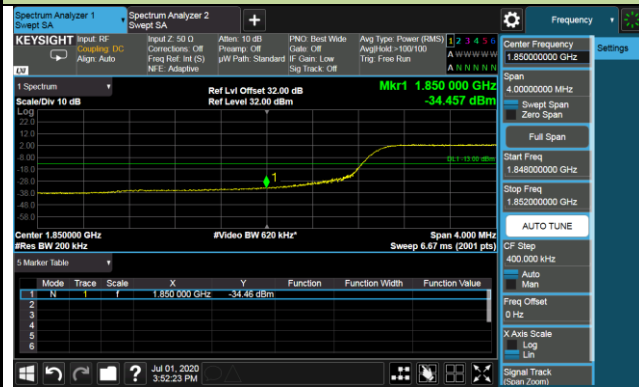 Spectrum Analyzer 1
Swept SA
Spectrum Analyzer 2
Swept SA
+
Frequency
KEYSIGHT
Input: RF
Coupling: DC
Align: Auto
Input Z: 50 Ω
Corrections: Off
Freq Ref: Int (S)
NFE: Adaptive
Atten: 10 dB
Preamp: Off
µW Path: Standard
PNO: Best Wide
Gate: Off
IF Gain: Low
Sig Track: Off
Avg Type: Power (RMS)
Avg|Hold:>100/100
Trig: Free Run
1 2 3 4 5 6
A W W W W W
A N N N N N
LXI
1 Spectrum
Scale/Div 10 dB
Ref Lvl Offset 32.00 dB
Ref Level 32.00 dBm
Mkr1 1.850 000 GHz
-34.457 dBm
Log
22.0
12.0
2.00
-8.00
-18.0
-28.0
-38.0
-48.0
-58.0
DL1 -13.00 dBm
1
Center 1.850000 GHz
#Res BW 200 kHz
#Video BW 620 kHz*
Span 4.000 MHz
Sweep 6.67 ms (2001 pts)
5 Marker Table
Mode Trace Scale X Y Function Function Width Function Value
1 N 1 f 1.850 000 GHz -34.46 dBm
2
3
4
5
6
Jul 01, 2020
3:52:23 PM
?
Center Frequency
1.850000000 GHz
Settings
Span
4.00000000 MHz
Swept Span
Zero Span
Full Span
Start Freq
1.848000000 GHz
Stop Freq
1.852000000 GHz
AUTO TUNE
CF Step
400.000 kHz
Auto
Man
Freq Offset
0 Hz
X Axis Scale
Log
Lin
Signal Track
(Span Zoom)